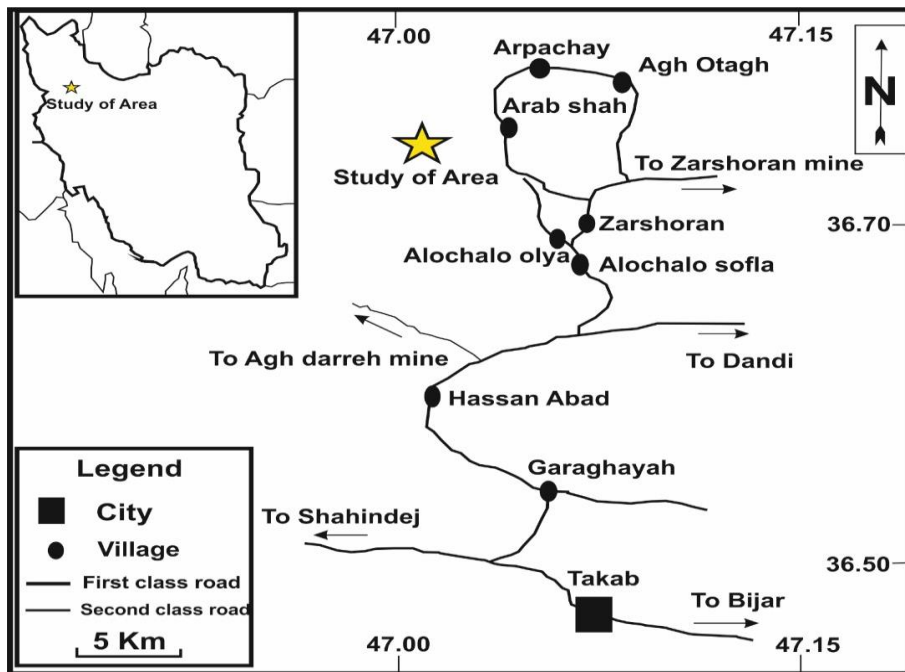 47.00
47.15
Study of Area
Arpachay
Agh Otagh
Arab shah
N
Study of Area
To Zarshoran mine
Zarshoran
36.70
Alochalo olya
Alochalo sofla
To Agh darreh mine
To Dandi
Hassan Abad
Legend
City
Village
First class road
Second class road
5 Km
Garaghayah
To Shahindej
36.50
Takab
To Bijar
47.00
47.15